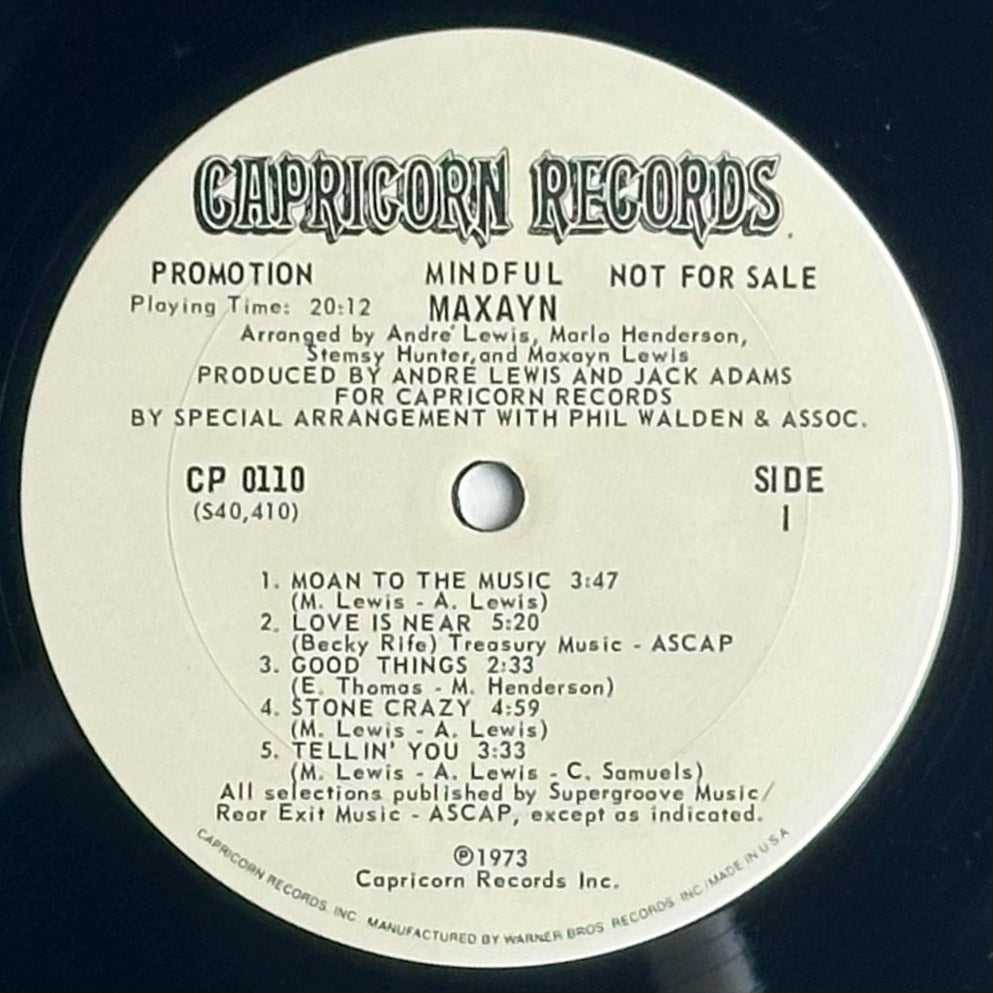 CAPRICORN RECORDS
PROMOTION MINDFUL NOT FOR SALE
Playing Time: 20:12 MAXAYN
Arranged by André Lewis, Marlo Henderson,
Stemsy Hunter, and Maxayn Lewis
PRODUCED BY ANDRÉ LEWIS AND JACK ADAMS
FOR CAPRICORN RECORDS
BY SPECIAL ARRANGEMENT WITH PHIL WALDEN & ASSOC.
CP 0110 SIDE
(S40,410) 1
1. MOAN TO THE MUSIC 3:47
(M. Lewis - A. Lewis)
2. LOVE IS NEAR 5:20
(Becky Rife) Treasury Music - ASCAP
3. GOOD THINGS 2:33
(E. Thomas - M. Henderson)
4. STONE CRAZY 4:59
(M. Lewis - A. Lewis)
5. TELLIN' YOU 3:33
(M. Lewis - A. Lewis - C. Samuels)
All selections published by Supergroove Music/
Rear Exit Music - ASCAP, except as indicated.
℗1973
Capricorn Records Inc.
CAPRICORN RECORDS, INC. MANUFACTURED BY WARNER BROS. RECORDS INC./MADE IN U.S.A.